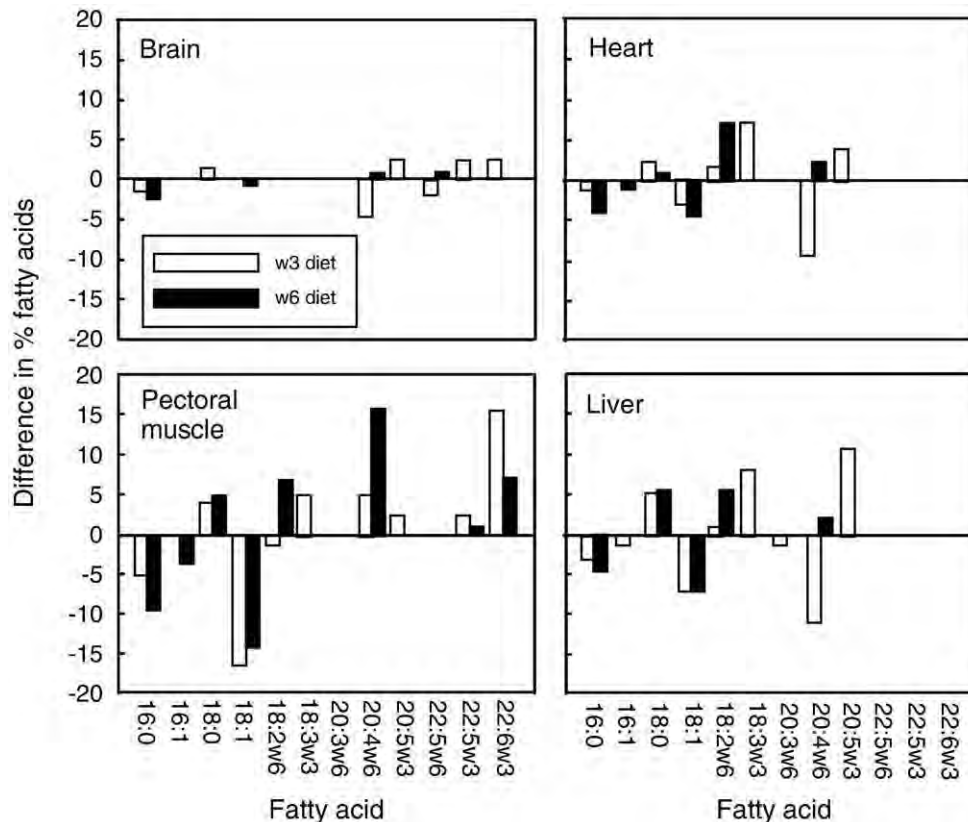 Difference in % fatty acids
20
15
10
5
0
-5
-10
-15
-20
Brain
w3 diet
w6 diet
Heart
20
15
10
5
0
-5
-10
-15
-20
Pectoral
muscle
Liver
16:0
16:1
18:0
18:1
18:2w6
18:3w3
20:3w6
20:4w6
20:5w3
22:5w6
22:5w3
22:6w3
Fatty acid
16:0
16:1
18:0
18:1
18:2w6
18:3w3
20:3w6
20:4w6
20:5w3
22:5w6
22:5w3
22:6w3
Fatty acid